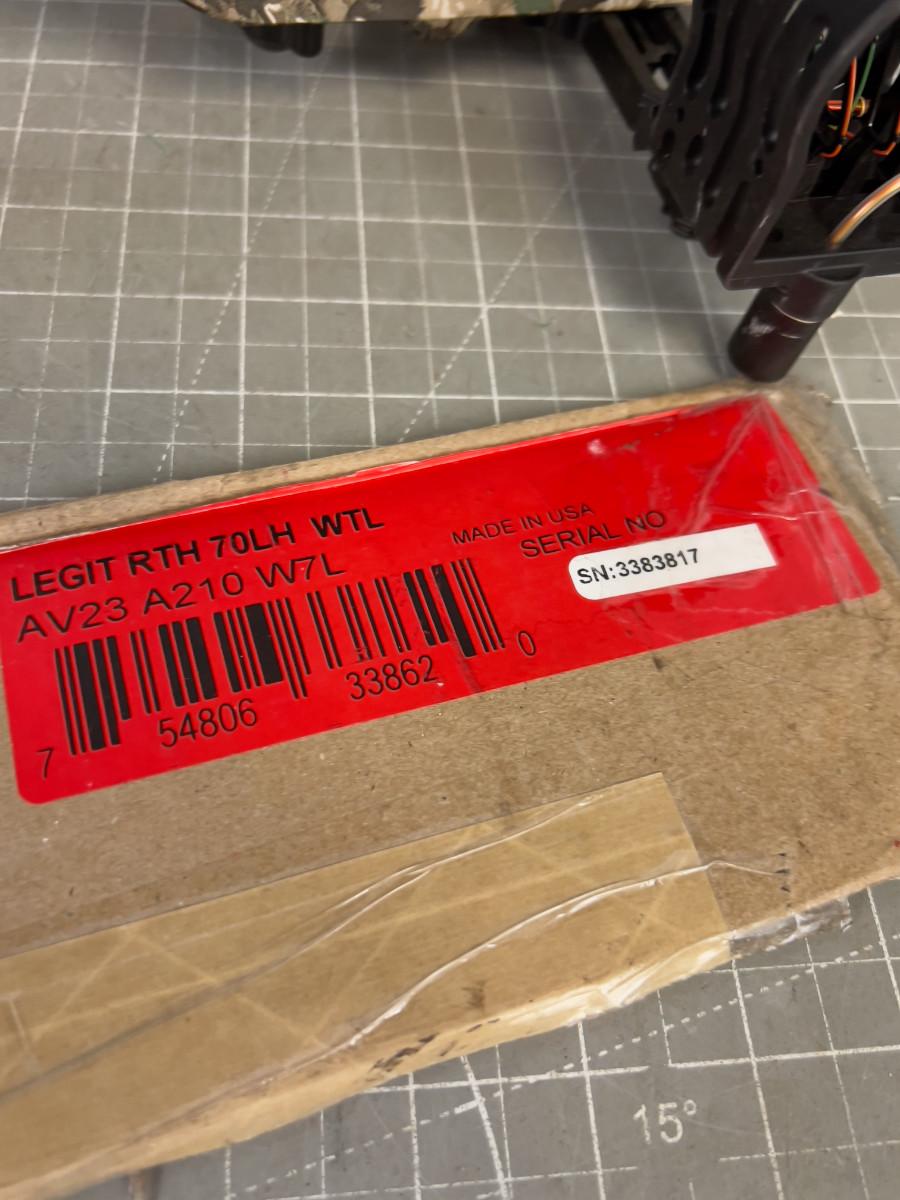 LEGIT RTH 70LH WTL
AV23 A210 W7L
MADE IN USA
SERIAL NO
SN:3383817
7 54806 33862 0
15°